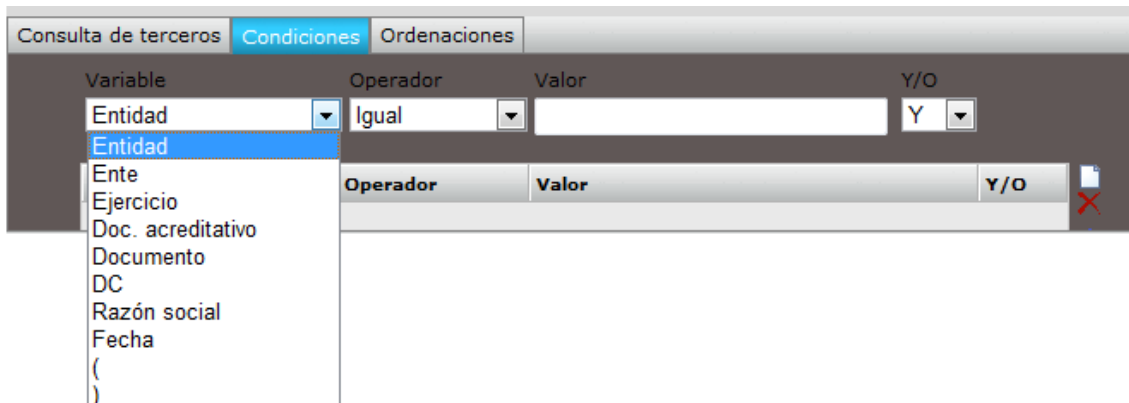 Consulta de terceros Condiciones Ordenaciones
Variable Operador Valor Y/O
Entidad Igual Y
Entidad
Ente
Operador Valor Y/O
Ejercicio
Doc. acreditativo
Documento
DC
Razón social
Fecha
(
)